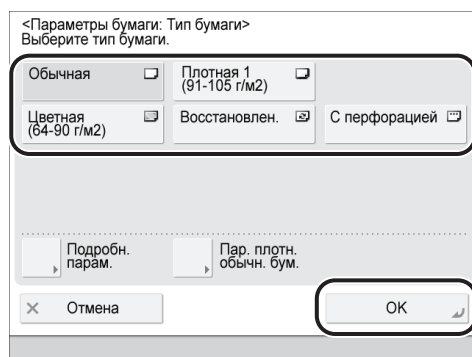 <Параметры бумаги: Тип бумаги>
Выберите тип бумаги.
Обычная
Плотная 1
(91-105 г/м2)
Цветная
(64-90 г/м2)
Восстановлен.
С перфорацией
Подробн.
парам.
Пар. плотн.
обычн. бум.
Отмена
OK